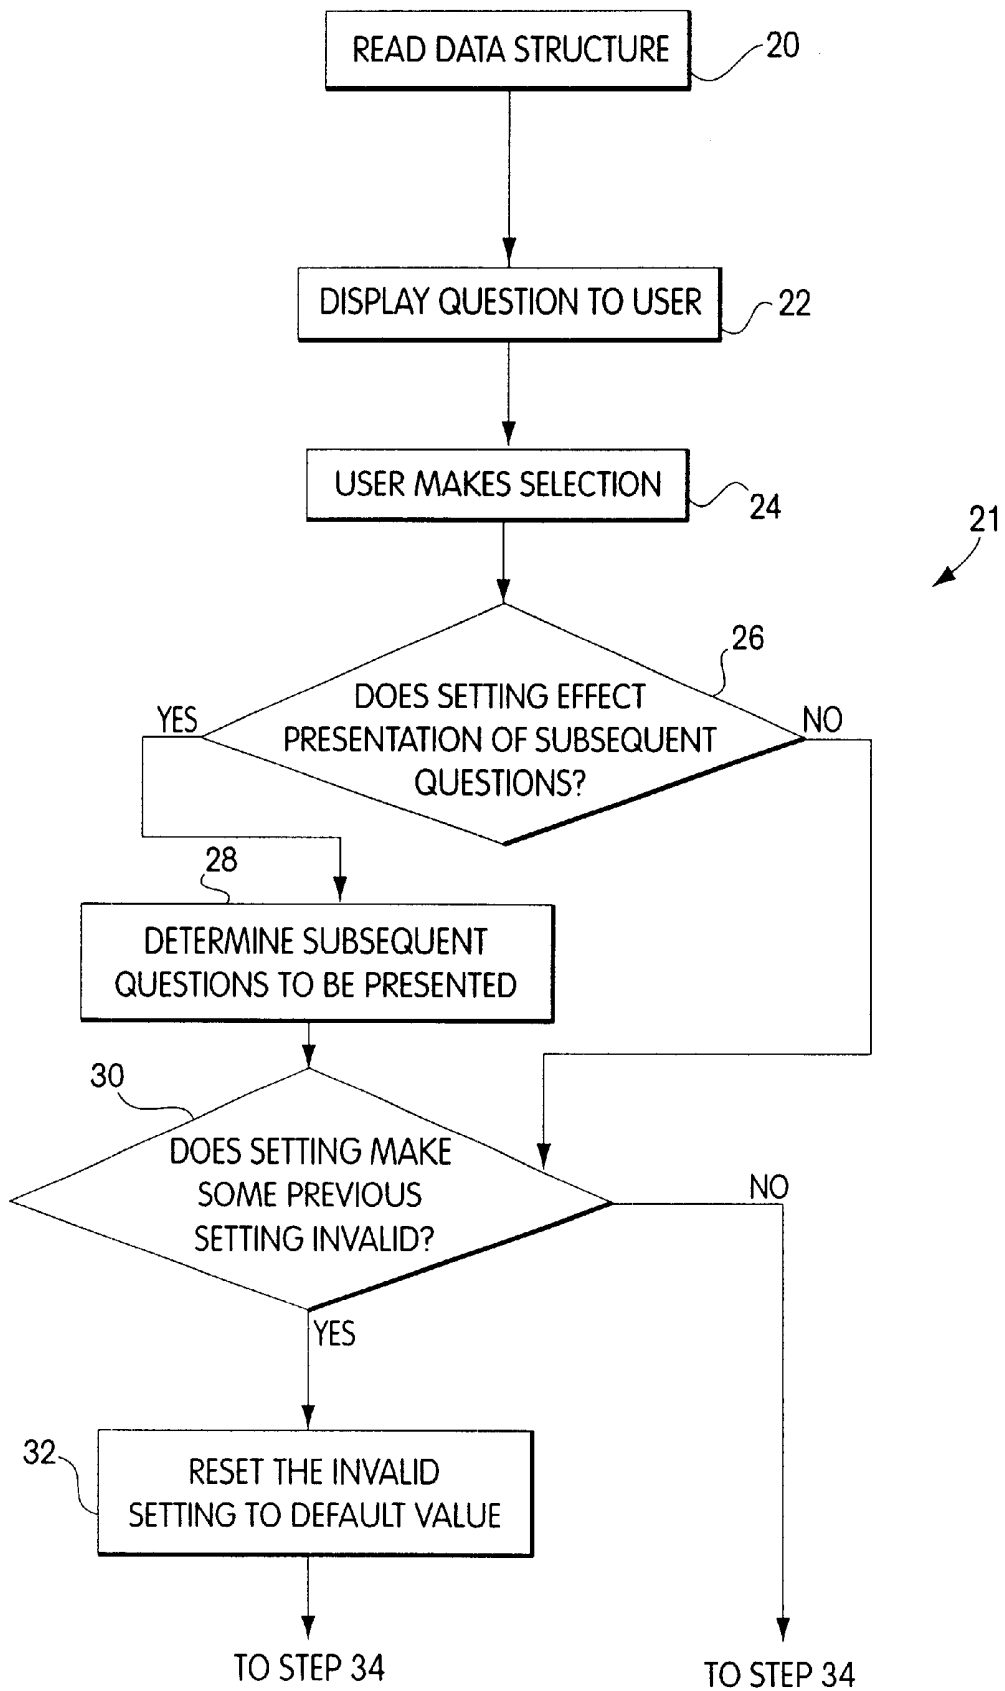 READ DATA STRUCTURE
20
DISPLAY QUESTION TO USER
22
USER MAKES SELECTION
24
21
26
DOES SETTING EFFECT
PRESENTATION OF SUBSEQUENT
QUESTIONS?
YES
NO
28
DETERMINE SUBSEQUENT
QUESTIONS TO BE PRESENTED
30
DOES SETTING MAKE
SOME PREVIOUS
SETTING INVALID?
NO
YES
32
RESET THE INVALID
SETTING TO DEFAULT VALUE
TO STEP 34
TO STEP 34